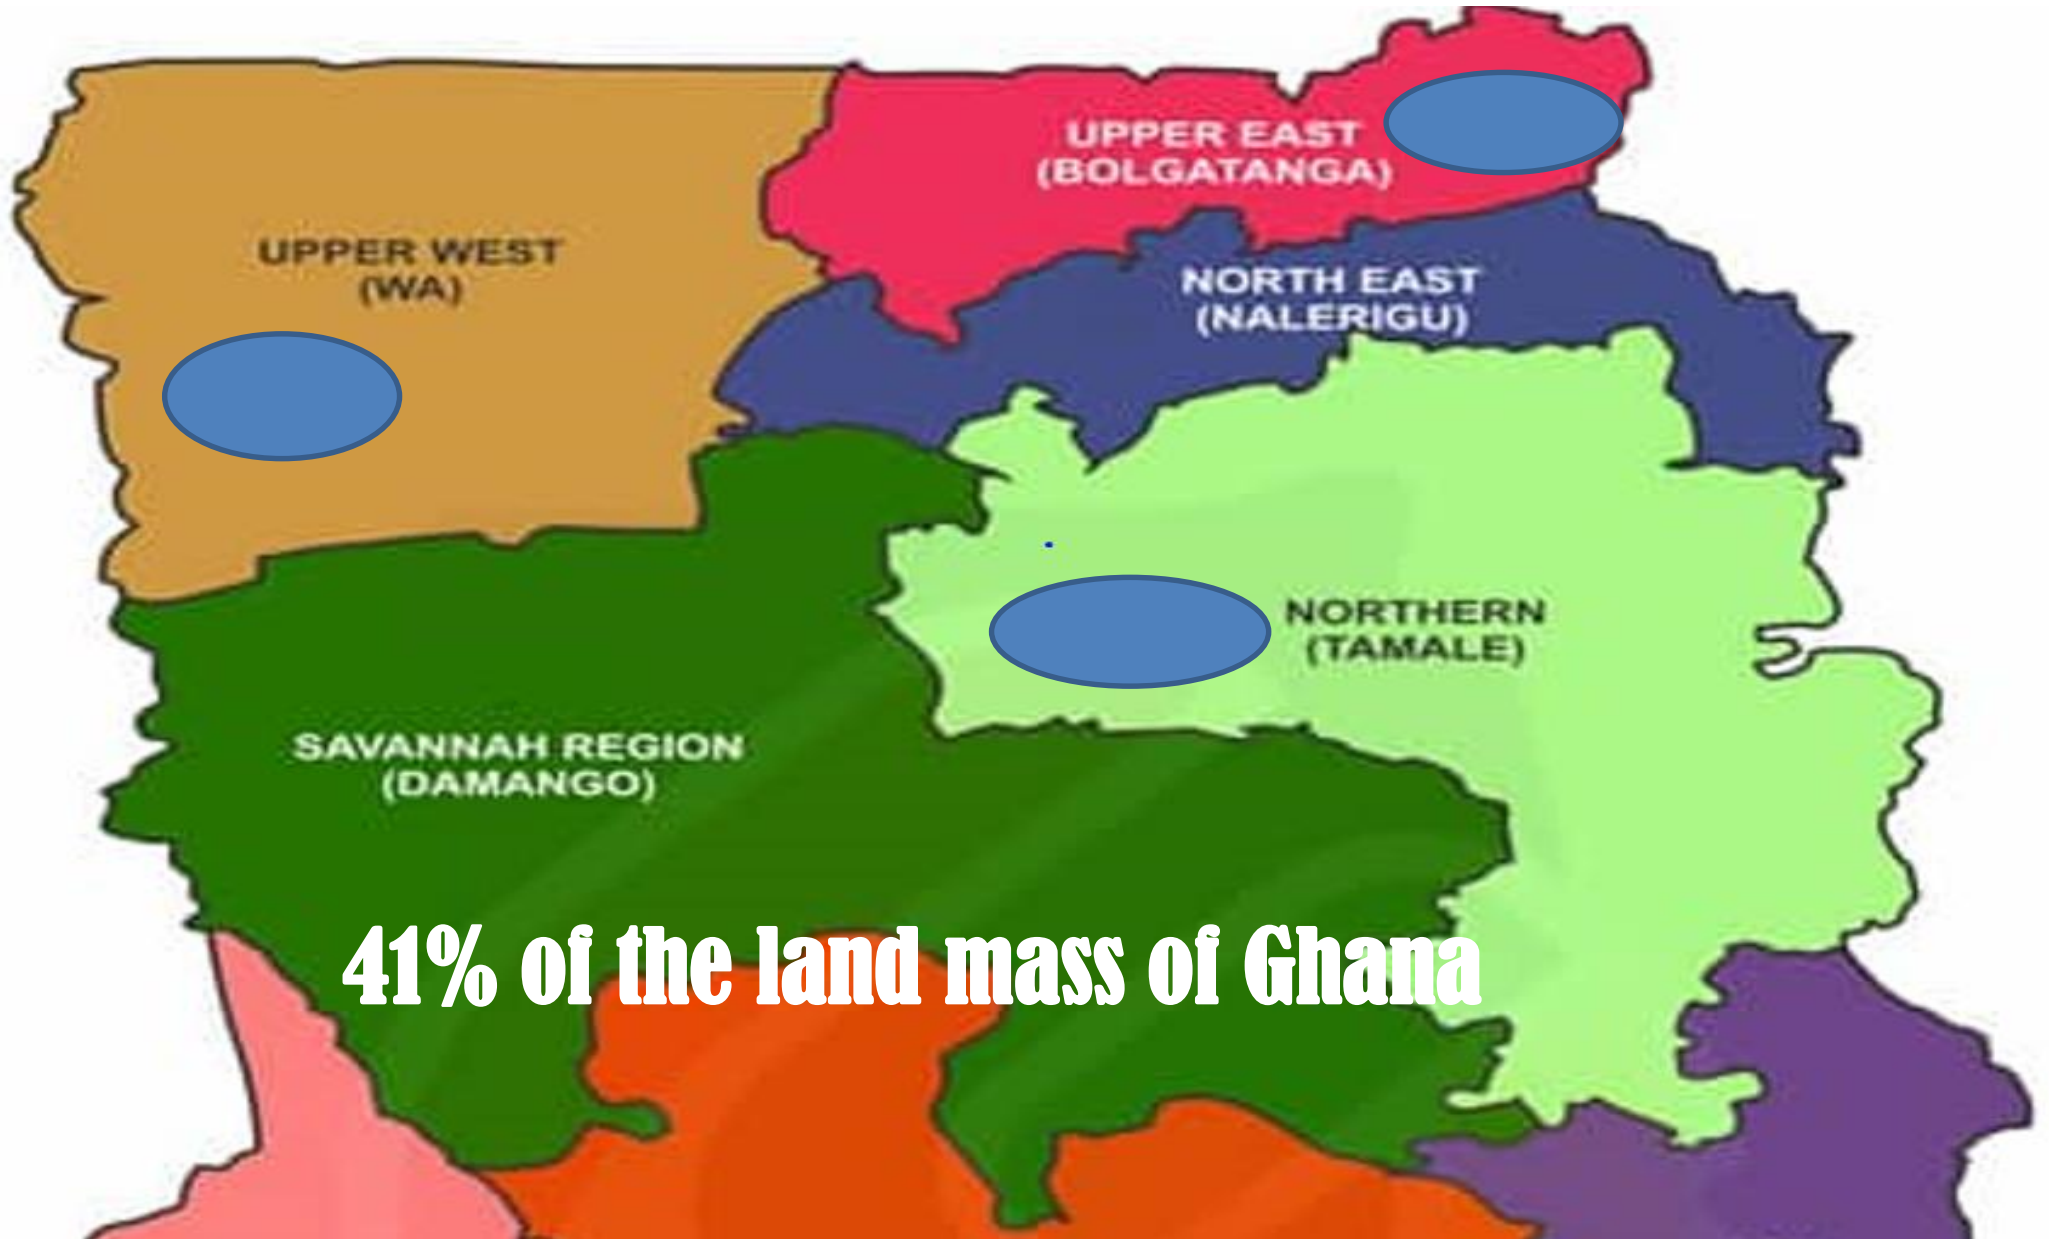 UPPER EAST
(BOLGATANGA)
UPPER WEST
(WA)
NORTH EAST
(NALERIGU)
NORTHERN
(TAMALE)
SAVANNAH REGION
(DAMANGO)
41% of the land mass of Ghana